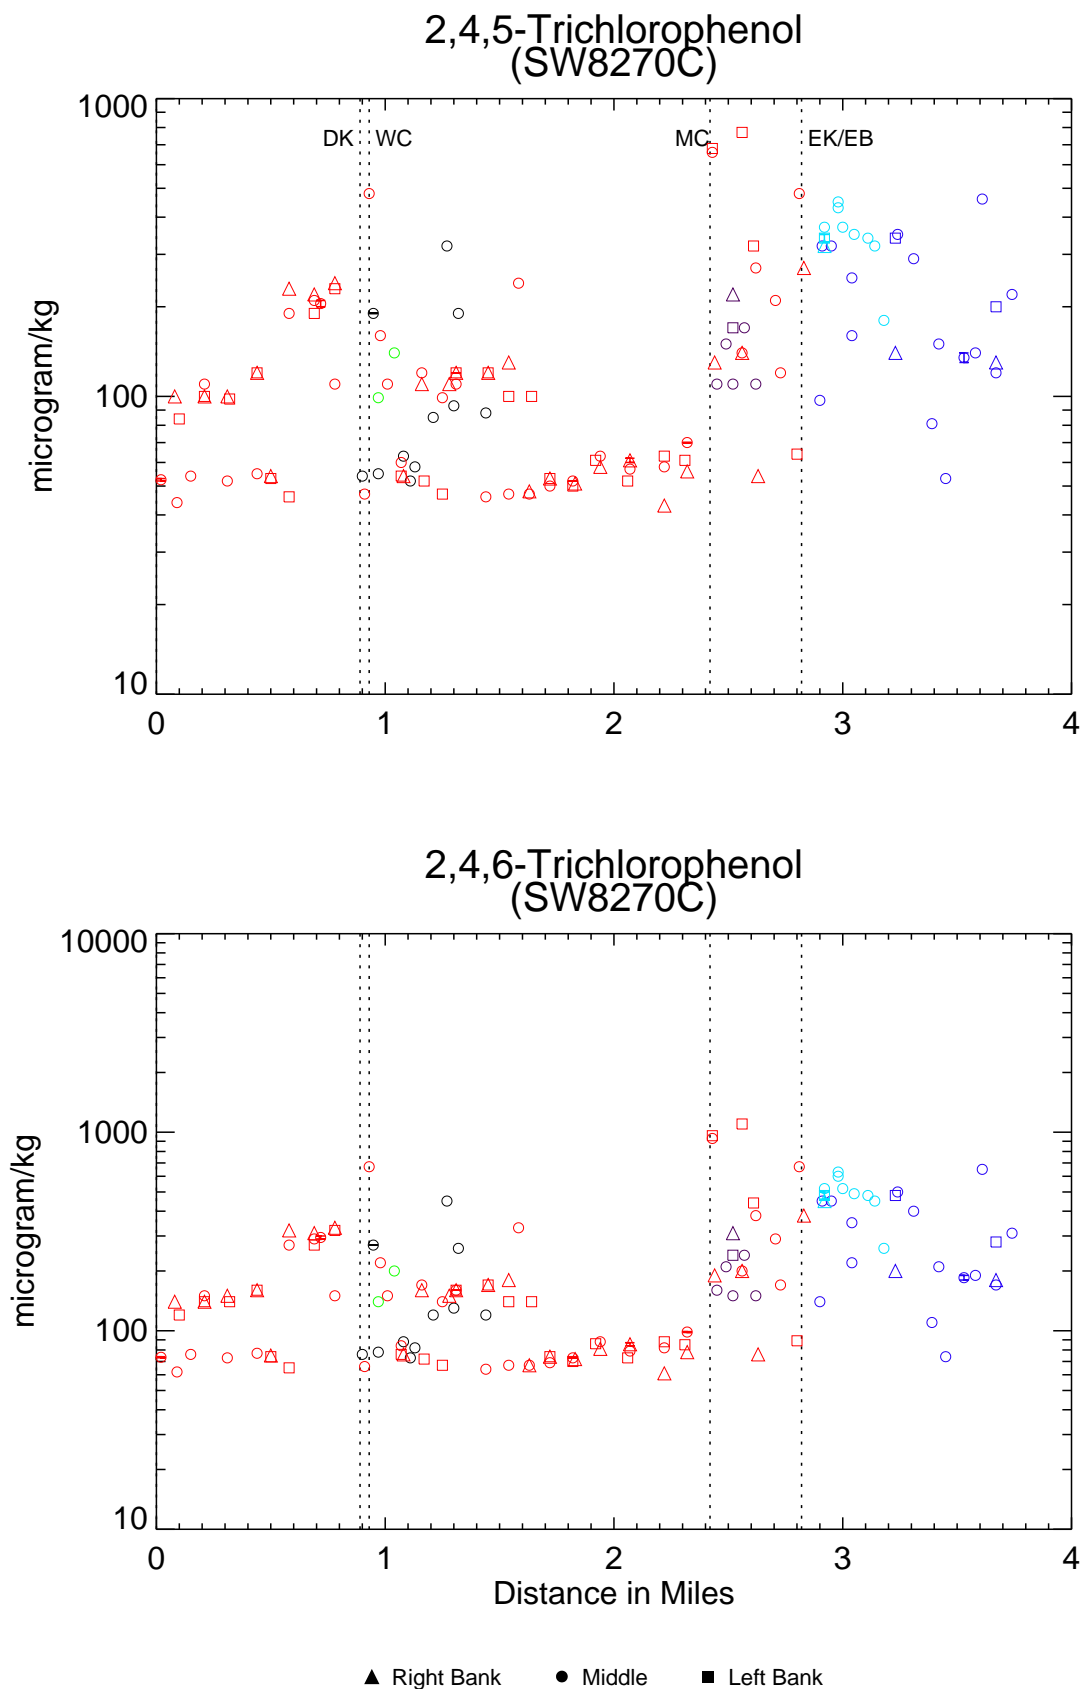 2,4,5-Trichlorophenol
(SW8270C)
1000
DK WC MC EK/EB
microgram/kg
100
10
0 1 2 3 4
2,4,6-Trichlorophenol
(SW8270C)
10000
1000
microgram/kg
100
10
0 1 2 3 4
Distance in Miles
Right Bank Middle Left Bank